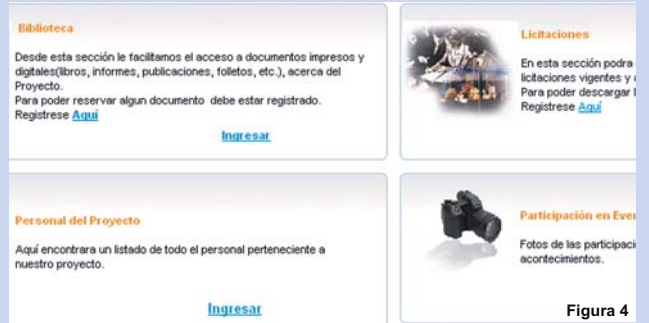 Biblioteca
Desde esta sección le facilitamos el acceso a documentos impresos y
digitales(libros, informes, publicaciones, folletos, etc.), acerca del
Proyecto.
Para poder reservar algun documento debe estar registrado.
Registrese Aquí
Ingresar
Licitaciones
En esta sección podra
licitaciones vigentes y
Para poder descargar
Registrese Aquí
Personal del Proyecto
Aquí encontrara un listado de todo el personal perteneciente a
nuestro proyecto.
Ingresar
Participación en
Fotos de las
acontecimientos.
Figura 4